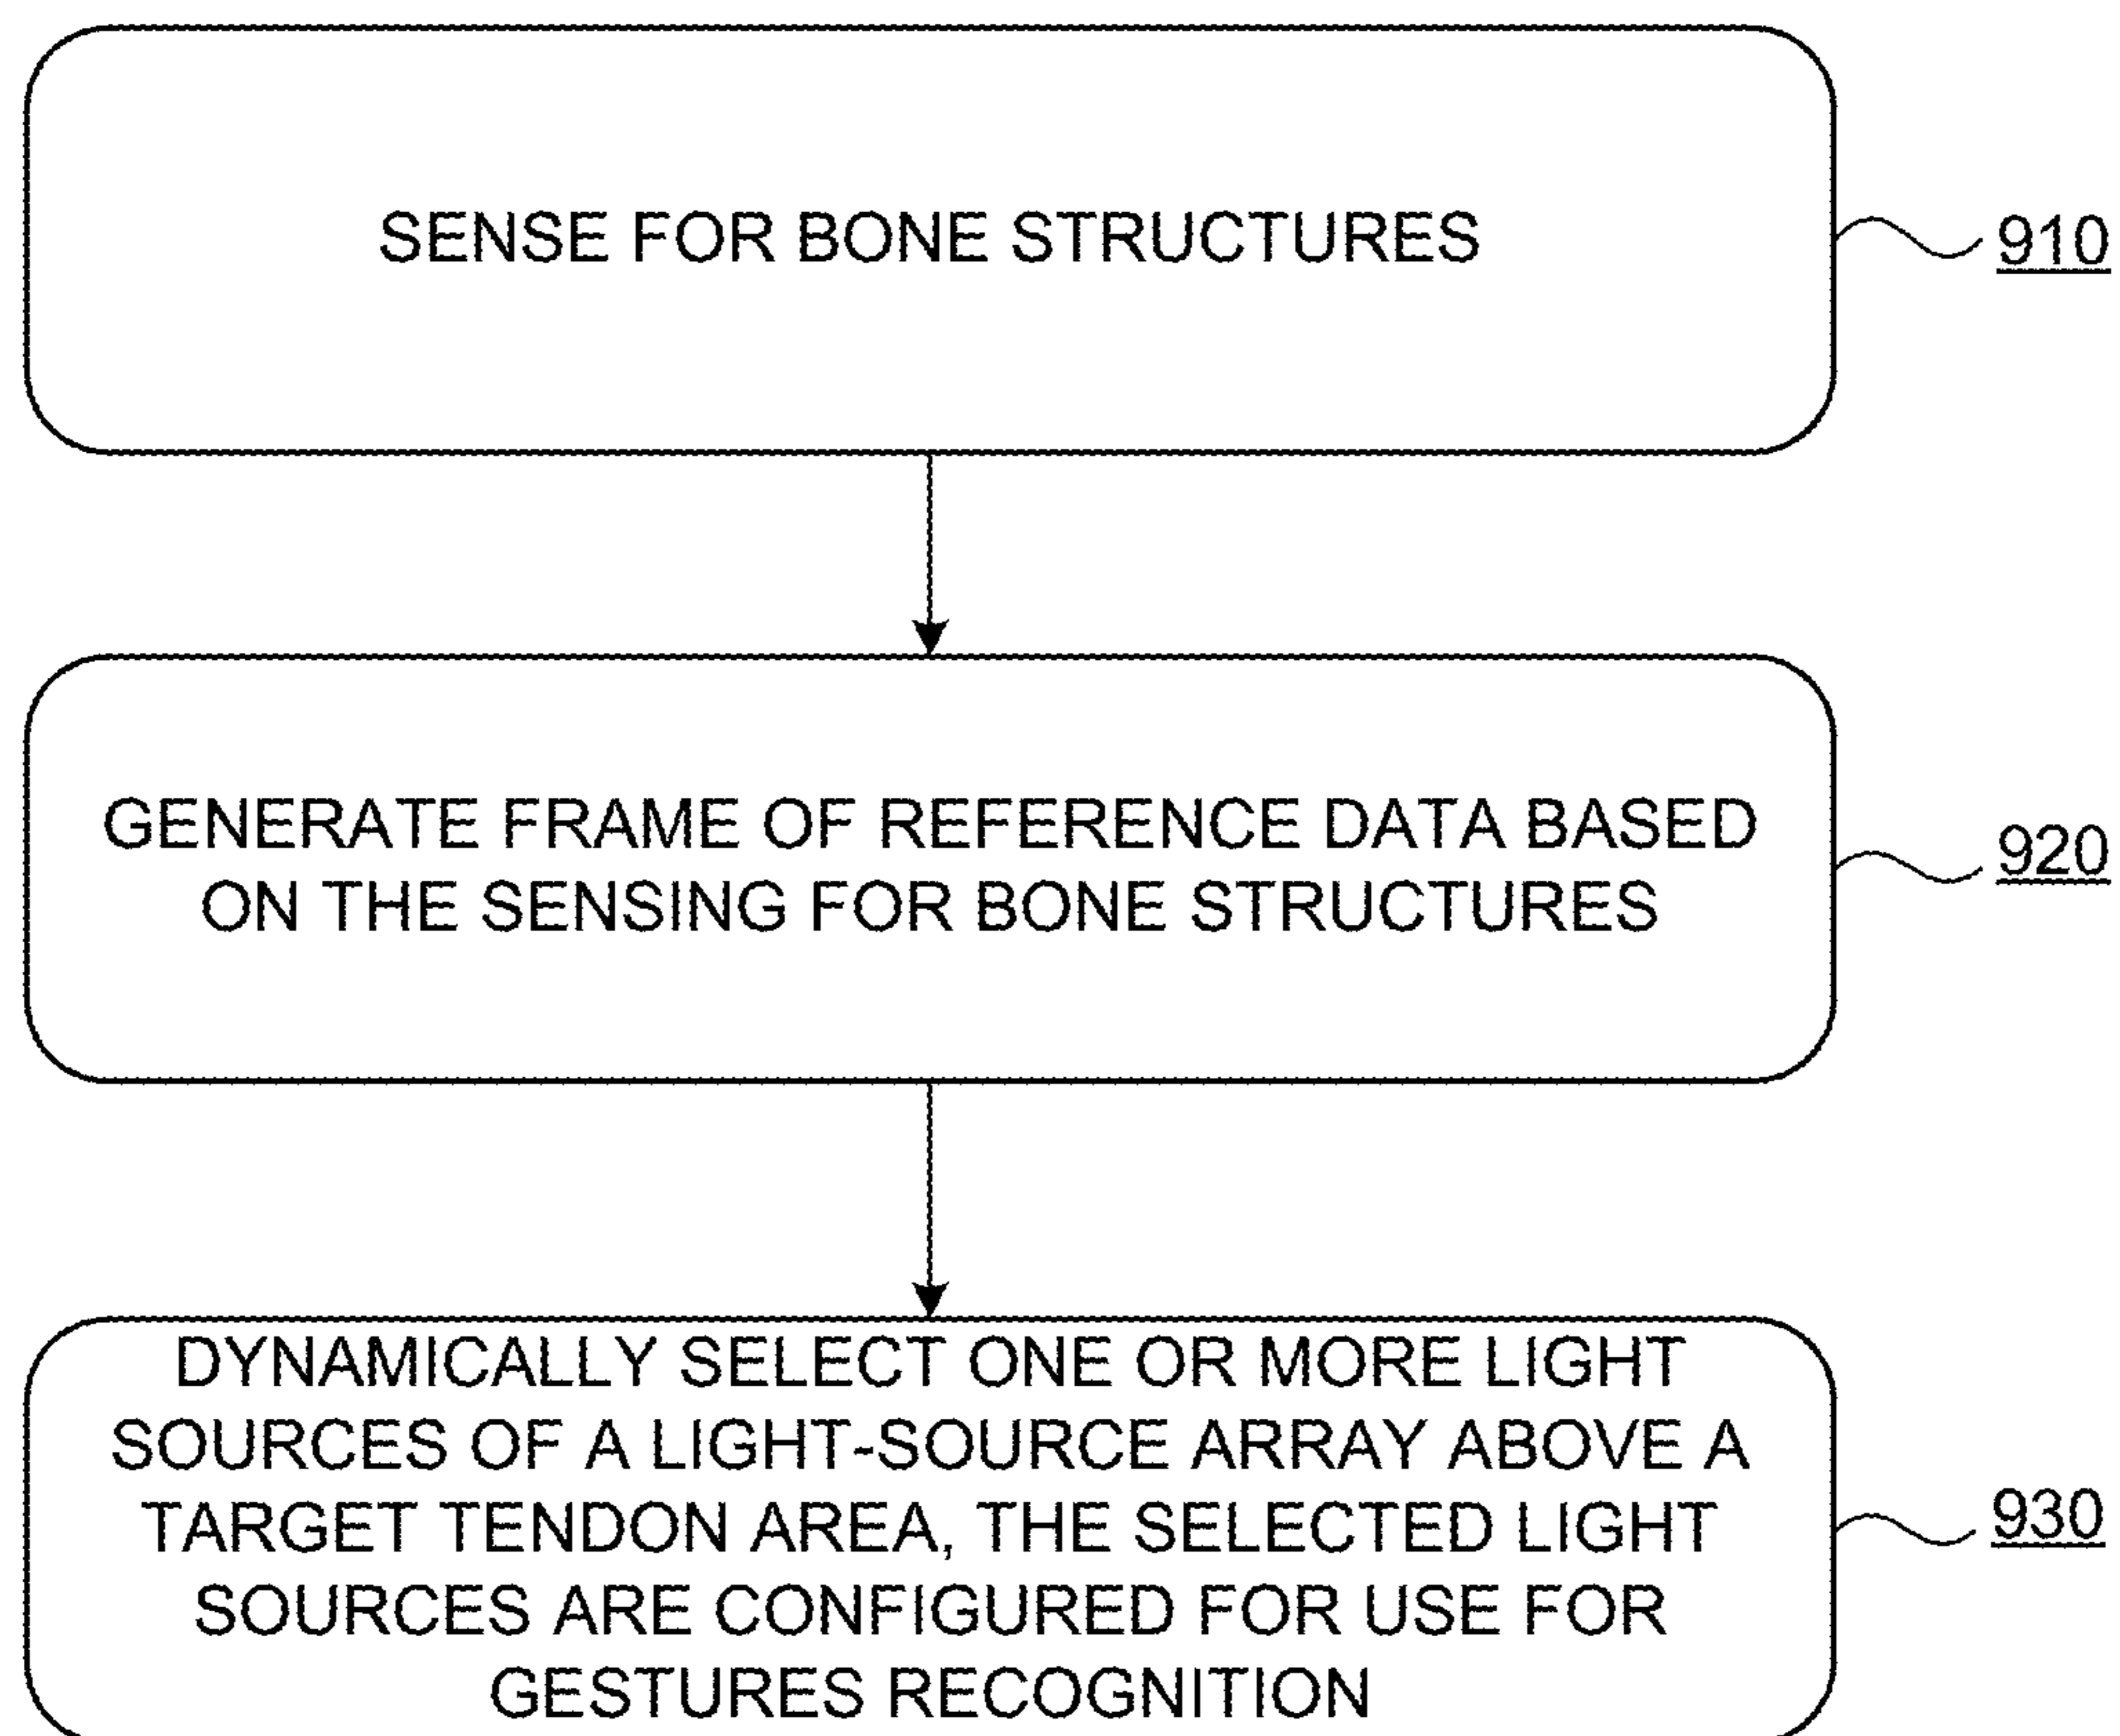 SENSE FOR BONE STRUCTURES
910
GENERATE FRAME OF REFERENCE DATA BASED
ON THE SENSING FOR BONE STRUCTURES
920
DYNAMICALLY SELECT ONE OR MORE LIGHT
SOURCES OF A LIGHT-SOURCE ARRAY ABOVE A
TARGET TENDON AREA, THE SELECTED LIGHT
SOURCES ARE CONFIGURED FOR USE FOR
GESTURES RECOGNITION
930